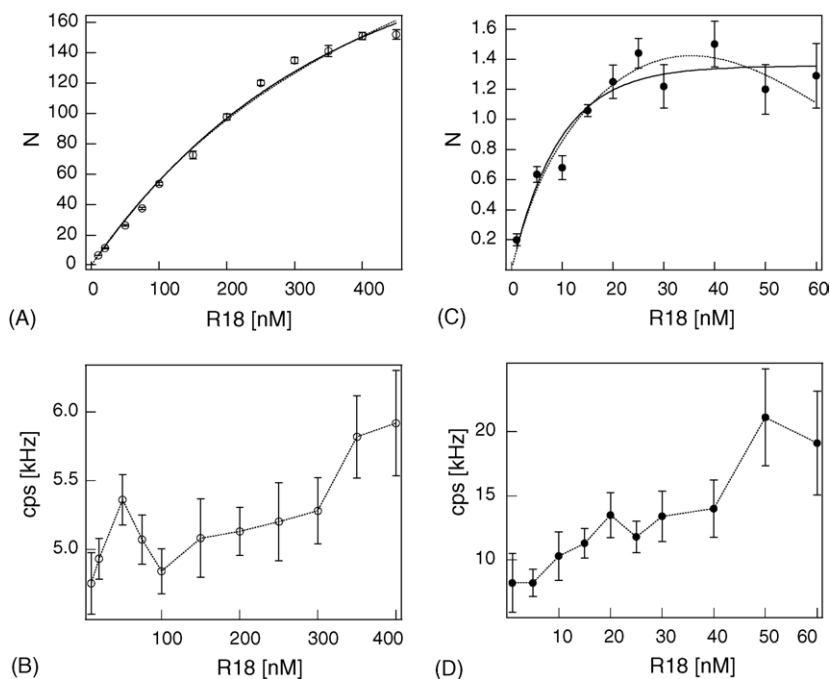 160
140
120
100
80
60
40
20
0
N
0 100 200 300 400
R18 [nM]
(A)
1.6
1.4
1.2
1.0
0.8
0.6
0.4
0.2
N
0 10 20 30 40 50 60
R18 [nM]
(C)
6.0
5.5
5.0
cps [kHz]
100 200 300 400
R18 [nM]
(B)
20
15
10
cps [kHz]
10 20 30 40 50 60
R18 [nM]
(D)